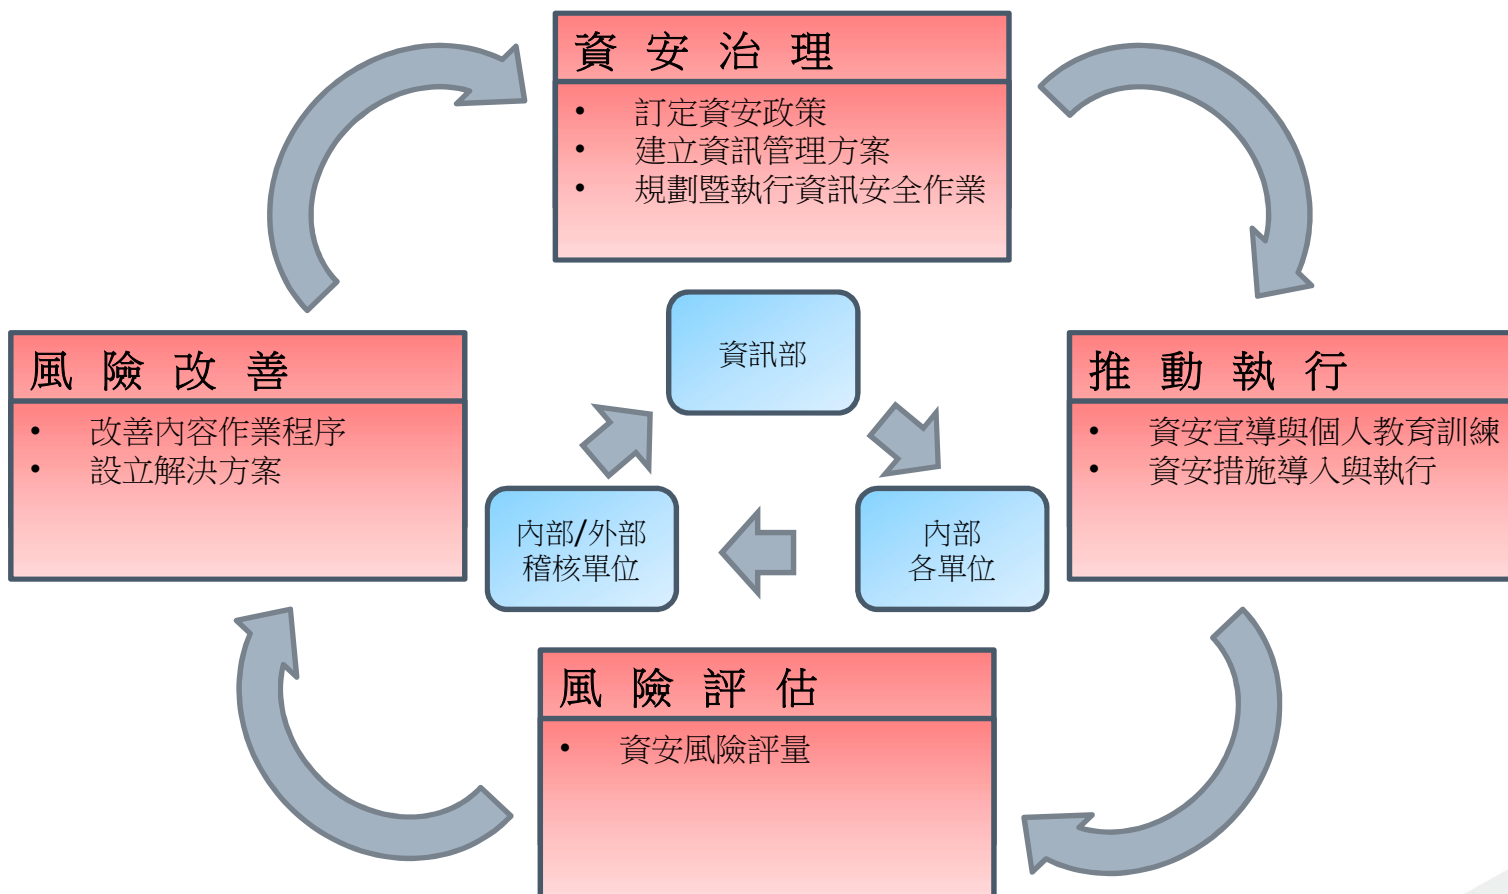 資安治理
• 訂定資安政策
• 建立資訊管理方案
• 規劃暨執行資訊安全作業
資訊部
風險改善
• 改善內容作業程序
• 設立解決方案
推動執行
• 資安宣導與個人教育訓練
• 資安措施導入與執行
內部/外部
稽核單位
內部
各單位
風險評估
• 資安風險評量